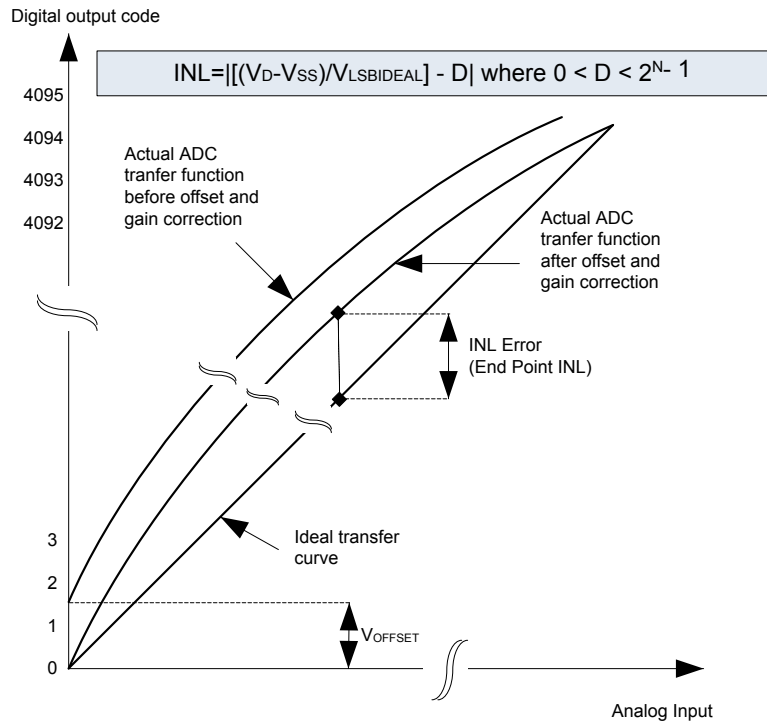 Digital output code
INL=|[(VD-VSS)/VLSBIDEAL] - D| where 0 < D < 2^N - 1
4095
4094
4093
4092
Actual ADC
tranfer function
before offset and
gain correction
Actual ADC
tranfer function
after offset and
gain correction
INL Error
(End Point INL)
Ideal transfer
curve
3
2
1
0
VOFFSET
Analog Input